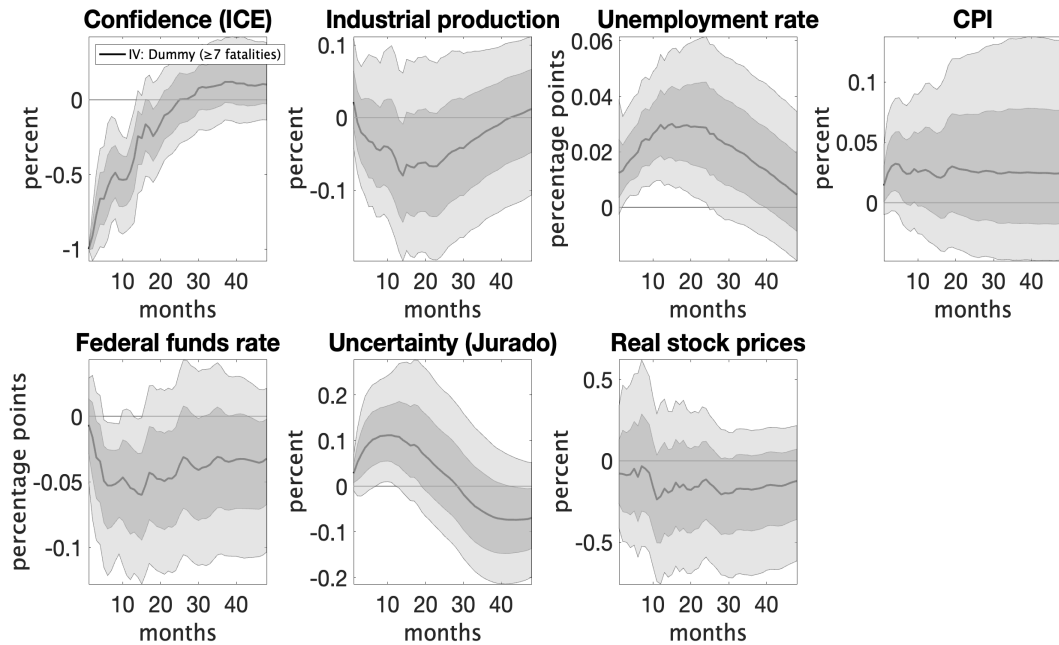 Confidence (ICE)
IV: Dummy (≥7 fatalities)
percent
0
-0.5
-1
10 20 30 40
months
Industrial production
percent
0.1
0
-0.1
10 20 30 40
months
Unemployment rate
percentage points
0.06
0.04
0.02
0
10 20 30 40
months
CPI
percent
0.1
0.05
0
10 20 30 40
months
Federal funds rate
percentage points
0
-0.05
-0.1
10 20 30 40
months
Uncertainty (Jurado)
percent
0.2
0.1
0
-0.1
-0.2
10 20 30 40
months
Real stock prices
percent
0.5
0
-0.5
10 20 30 40
months